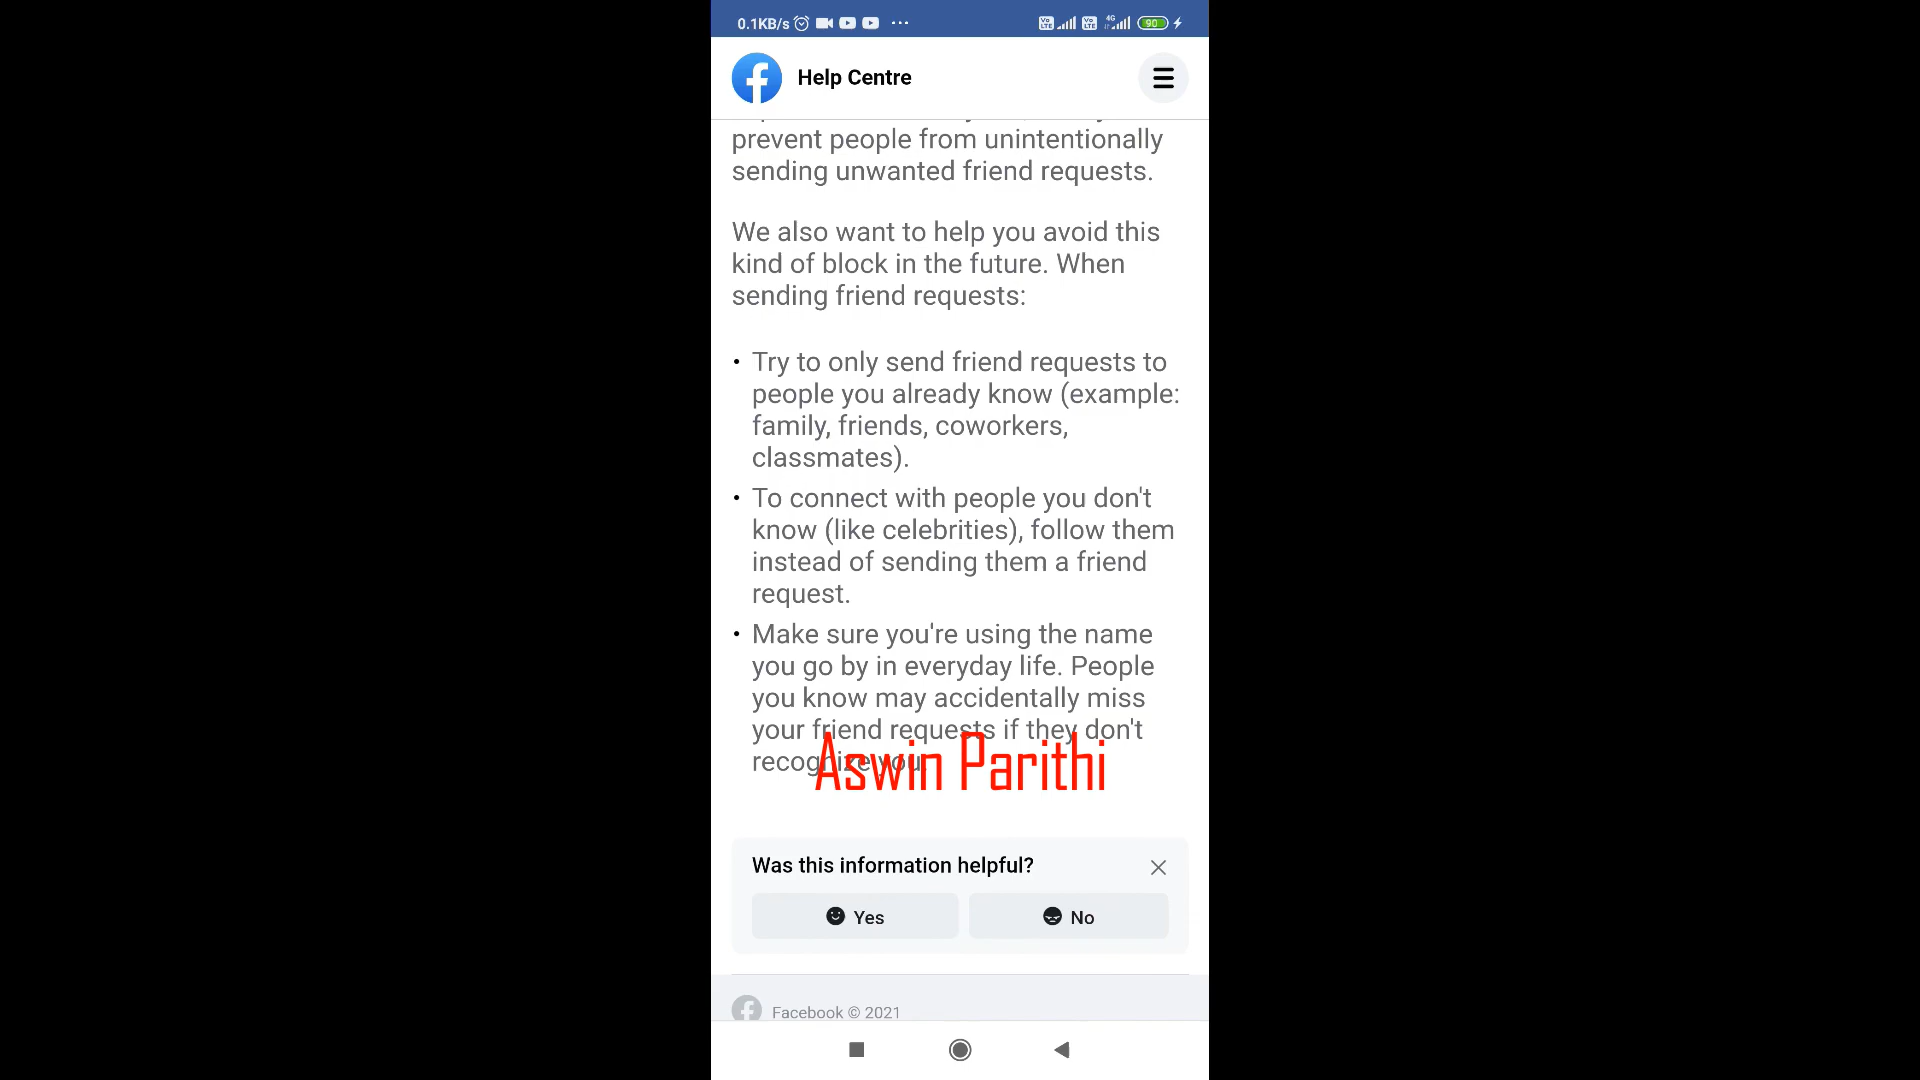 0.1KB/s
4G
90
Help Centre
prevent people from unintentionally
sending unwanted friend requests.
We also want to help you avoid this
kind of block in the future. When
sending friend requests:
• Try to only send friend requests to
people you already know (example:
family, friends, coworkers,
classmates).
• To connect with people you don't
know (like celebrities), follow them
instead of sending them a friend
request.
• Make sure you're using the name
you go by in everyday life. People
you know may accidentally miss
your friend requests if they don't
recognize you.
Aswin Parithi
Was this information helpful?
Yes
No
Facebook © 2021